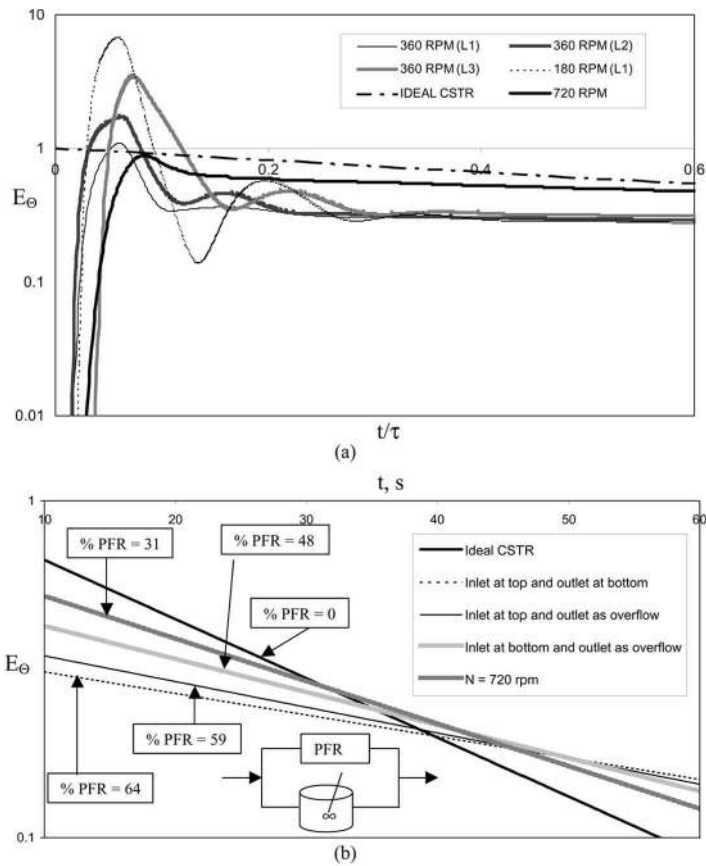 360 RPM (L1)
360 RPM (L2)
360 RPM (L3)
180 RPM (L1)
IDEAL CSTR
720 RPM
10
1
0
0.2
0.4
0.6
EΘ
0.1
0.01
t/τ
(a)
t, s
1
10
20
30
40
50
60
% PFR = 31
% PFR = 48
% PFR = 0
Ideal CSTR
Inlet at top and outlet at bottom
Inlet at top and outlet as overflow
Inlet at bottom and outlet as overflow
N = 720 rpm
EΘ
% PFR = 59
% PFR = 64
PFR
∞
0.1
(b)